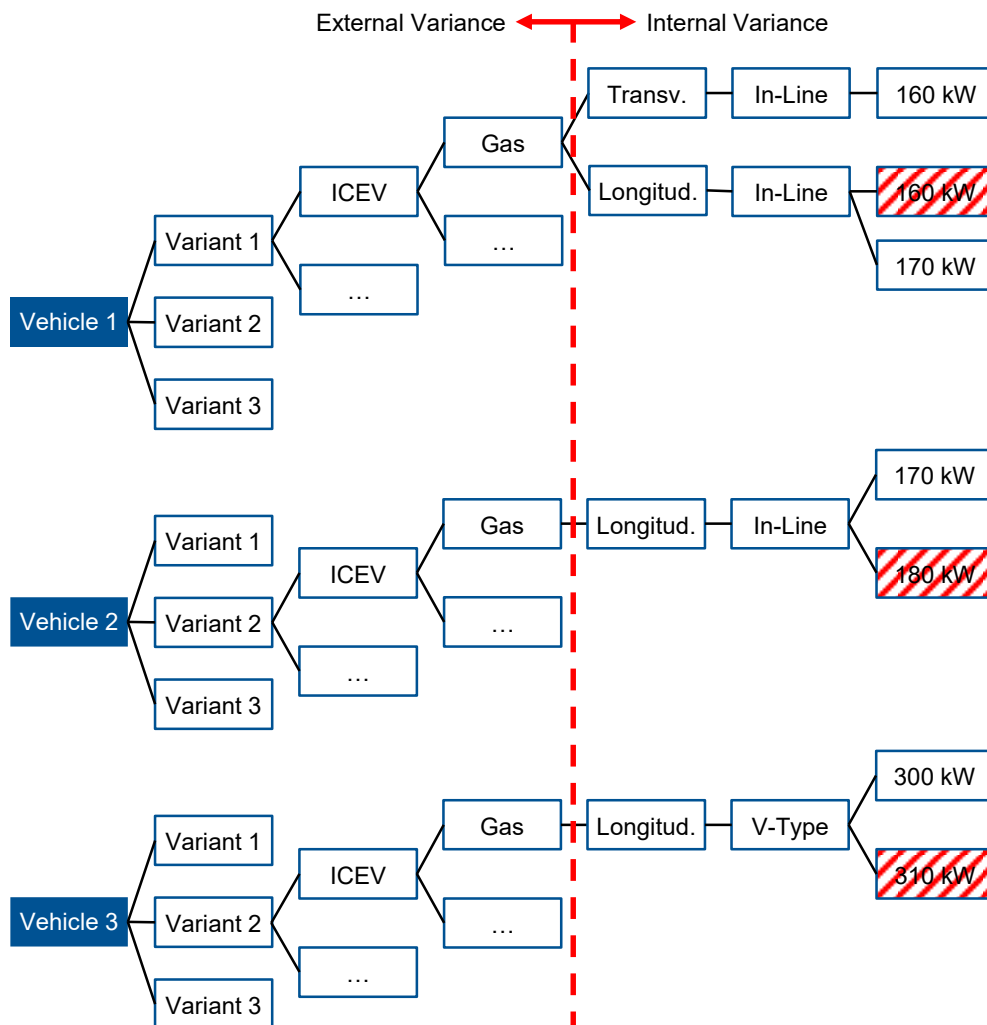 External Variance
Internal Variance
Transv.
In-Line
160 kW
Gas
ICEV
Longitud.
In-Line
160 kW
Variant 1
…
170 kW
…
Vehicle 1
Variant 2
Variant 3
170 kW
Variant 1
Gas
Longitud.
In-Line
ICEV
180 kW
Vehicle 2
Variant 2
…
…
Variant 3
300 kW
Variant 1
Gas
Longitud.
V-Type
ICEV
310 kW
Vehicle 3
Variant 2
…
…
Variant 3